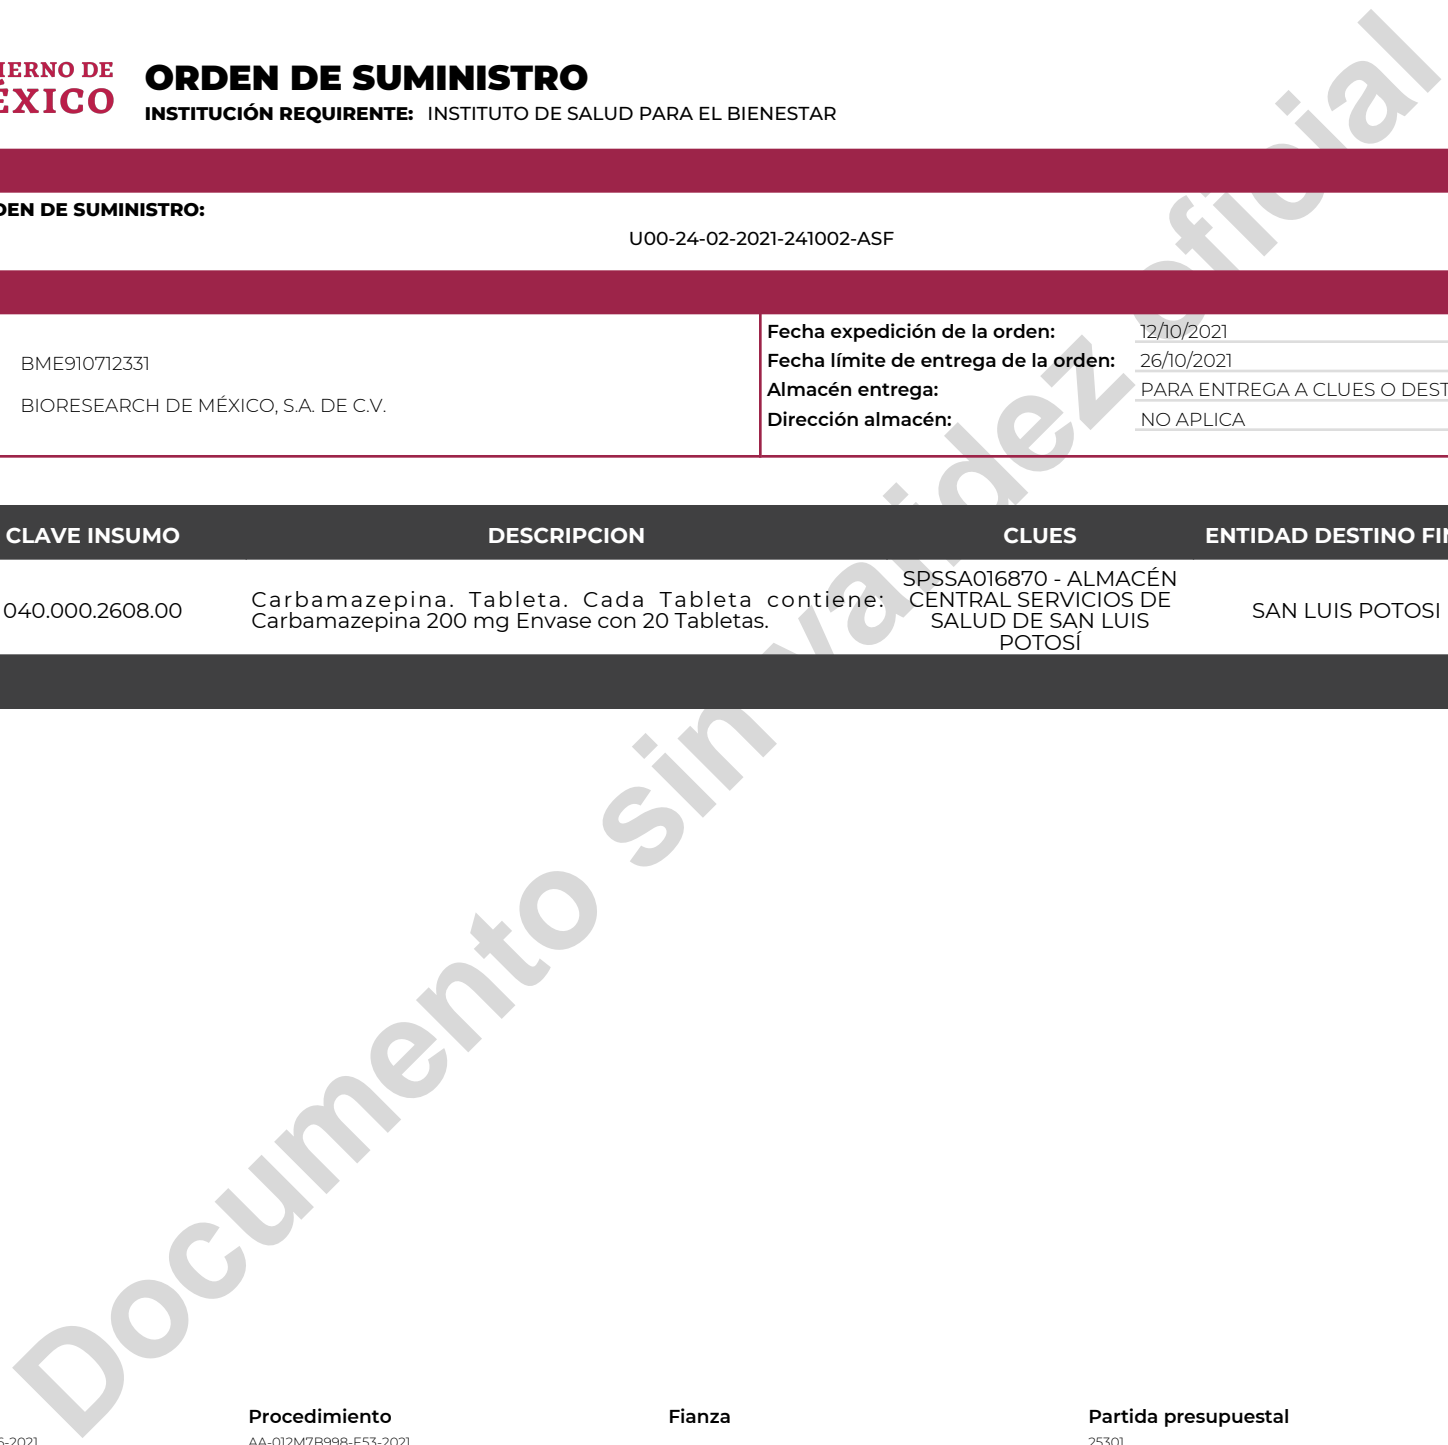 ORDEN DE SUMINISTRO
INSTITUCIÓN REQUIRENTE: INSTITUTO DE SALUD PARA EL BIENESTAR
DE SUMINISTRO:
U00-24-02-2021-241002-ASF
BME910712331
BIORESEARCH DE MÉXICO, S.A. DE C.V.
Fecha expedición de la orden: 12/10/2021
Fecha límite de entrega de la orden: 26/10/2021
Almacén entrega: PARA ENTREGA A CLUES O
Dirección almacén: NO APLICA
CLAVE INSUMO DESCRIPCION CLUES ENTIDAD DESTINO
040.000.2608.00
Carbamazepina. Tableta. Cada Tableta contiene:
Carbamazepina 200 mg Envase con 20 Tabletas.
SPSSA016870 - ALMACÉN
CENTRAL SERVICIOS DE
SALUD DE SAN LUIS
POTOSÍ
SAN LUIS POTOSI
Documento sin validez oficial
Procedimiento Fianza Partida presupuestal
AA-012M7B998-E53-2021 25301
DE